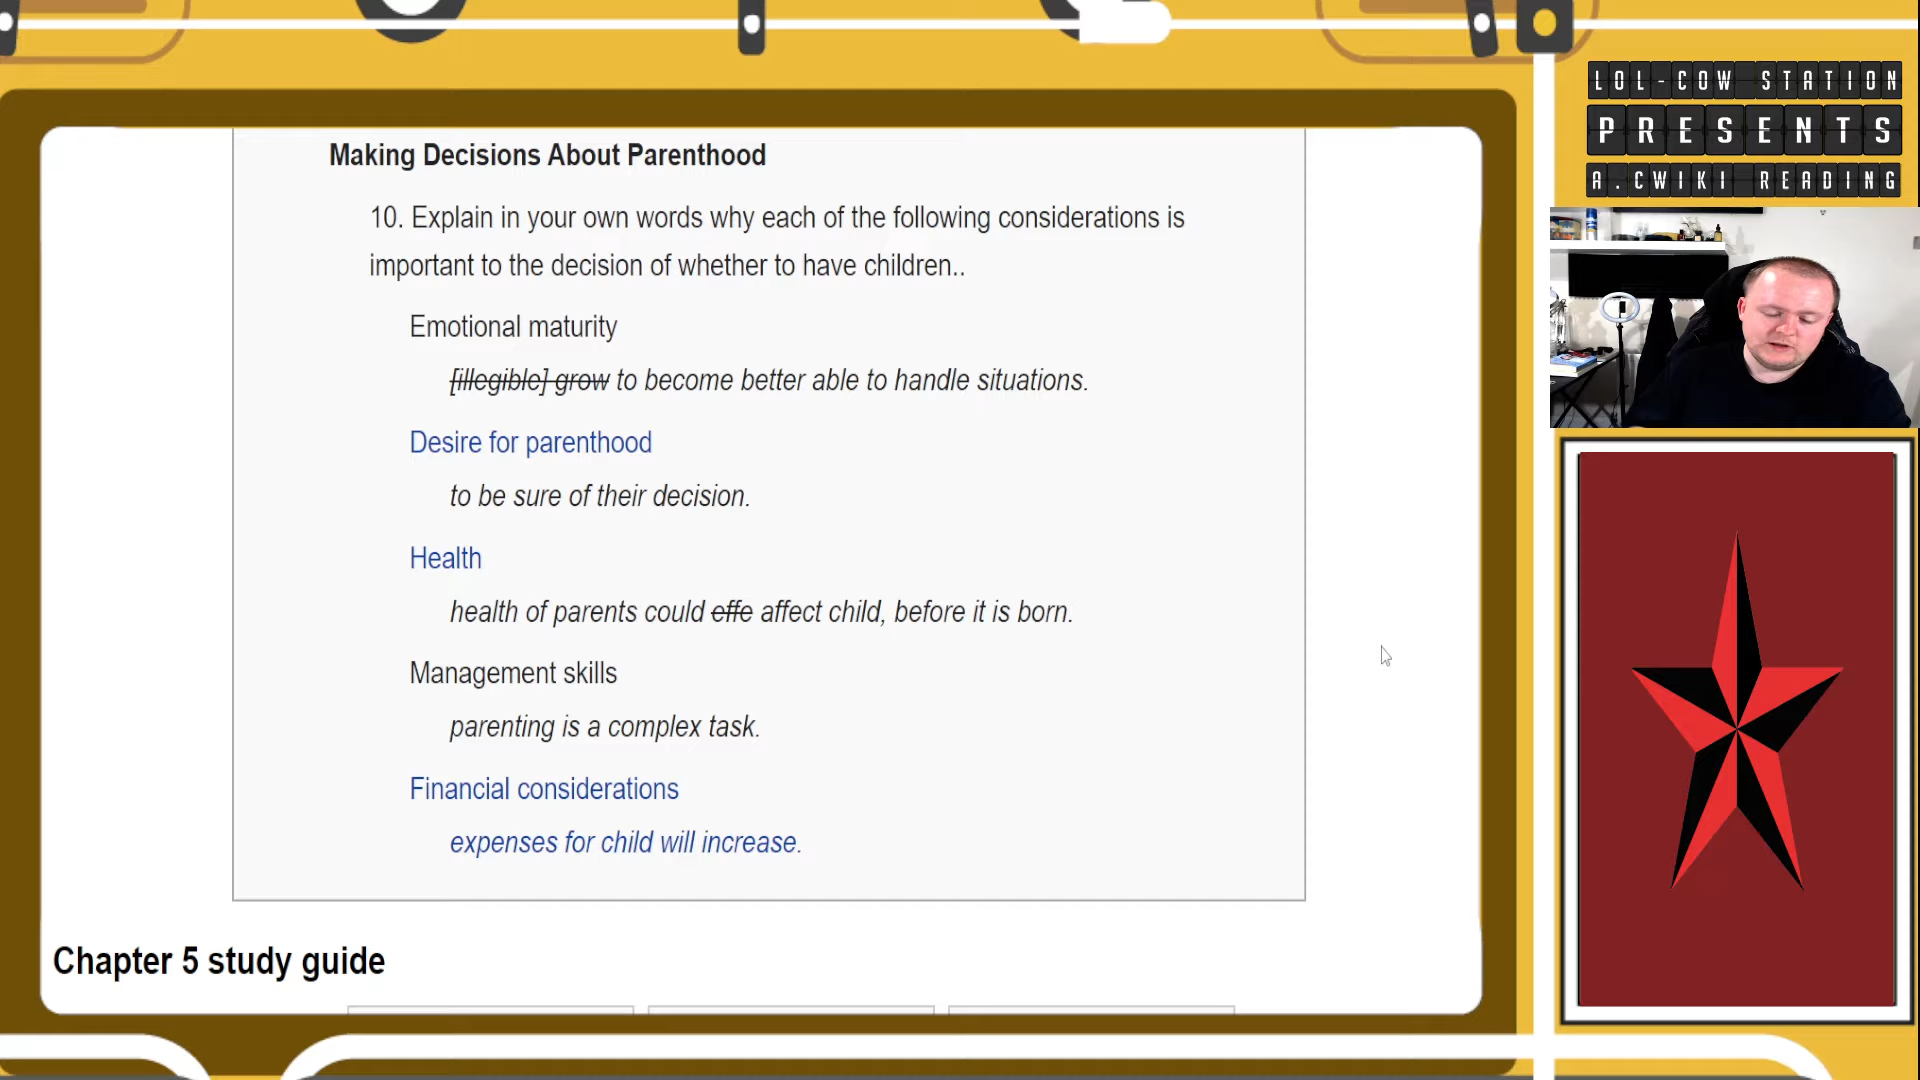 Making Decisions About Parenthood
10. Explain in your own words why each of the following considerations is
important to the decision of whether to have children..
Emotional maturity
[illegible] grow to become better able to handle situations.
Desire for parenthood
to be sure of their decision.
Health
health of parents could effe affect child, before it is born.
Management skills
parenting is a complex task.
Financial considerations
expenses for child will increase.
Chapter 5 study guide
LOL-COW STATION
PRESENTS
A.CWIKI READING